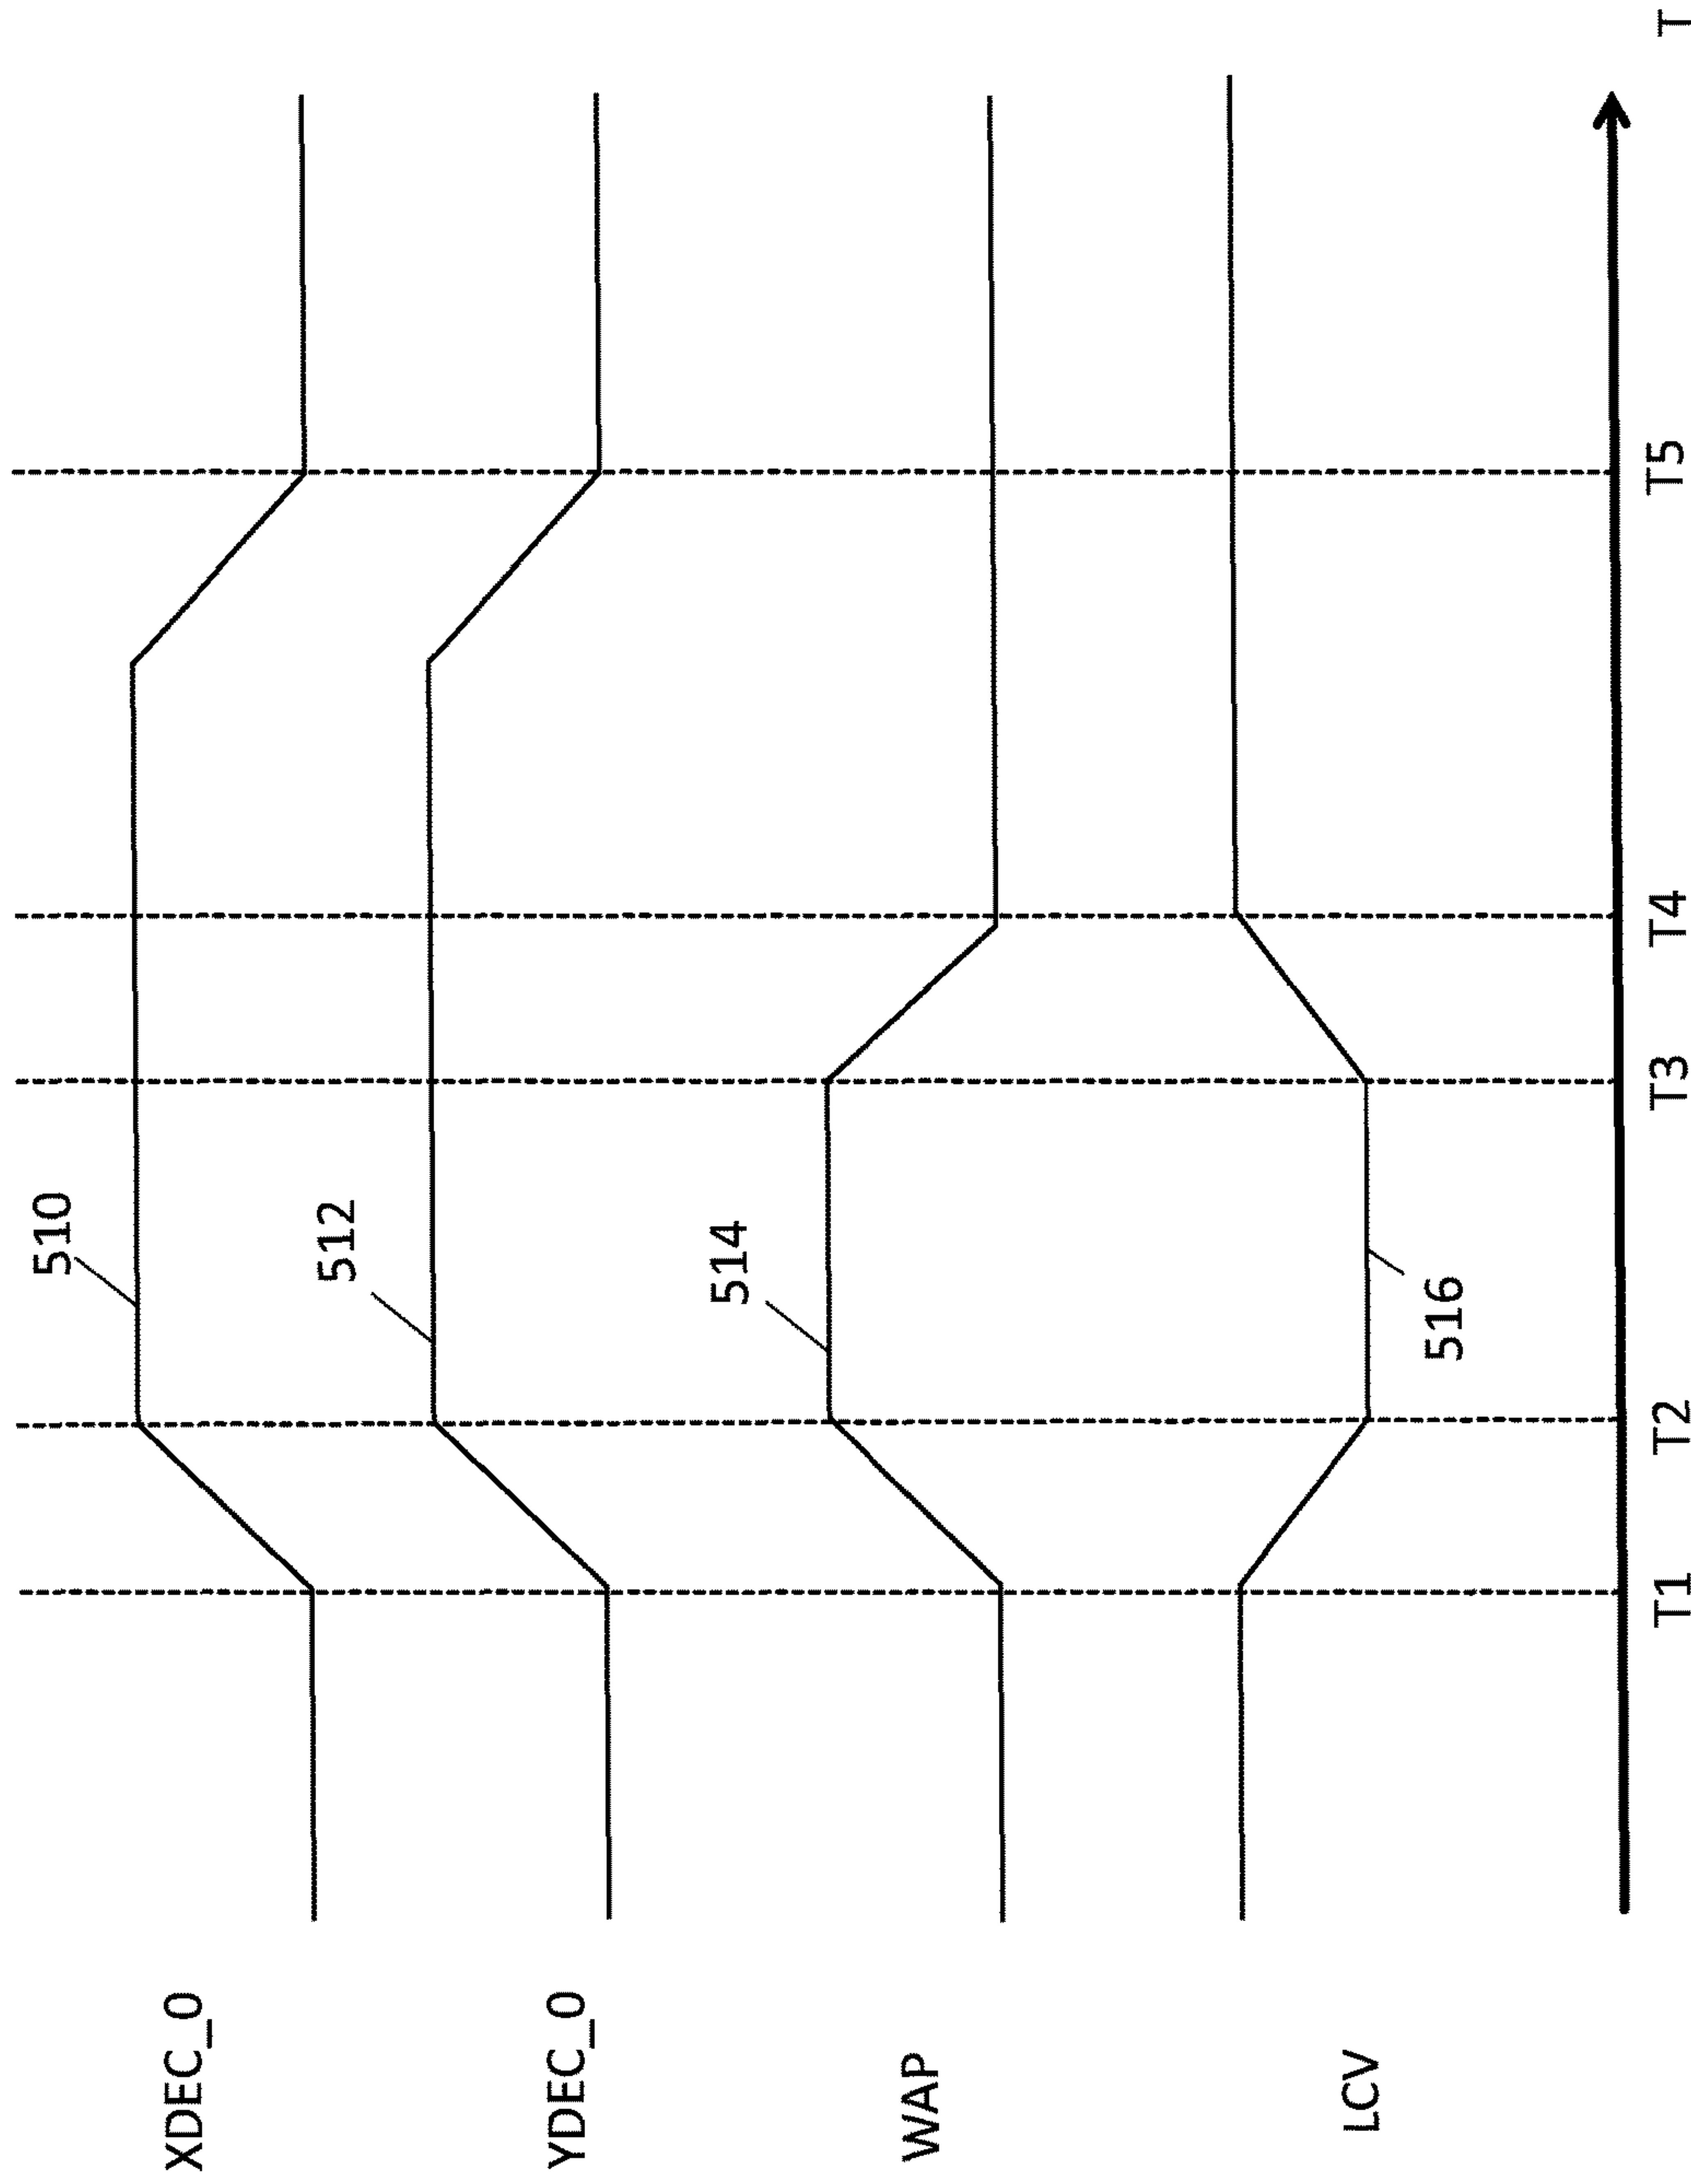 XDEC_0
510
YDEC_0
512
WAP
514
LCV
516
T1 T2 T3 T4 T5 T